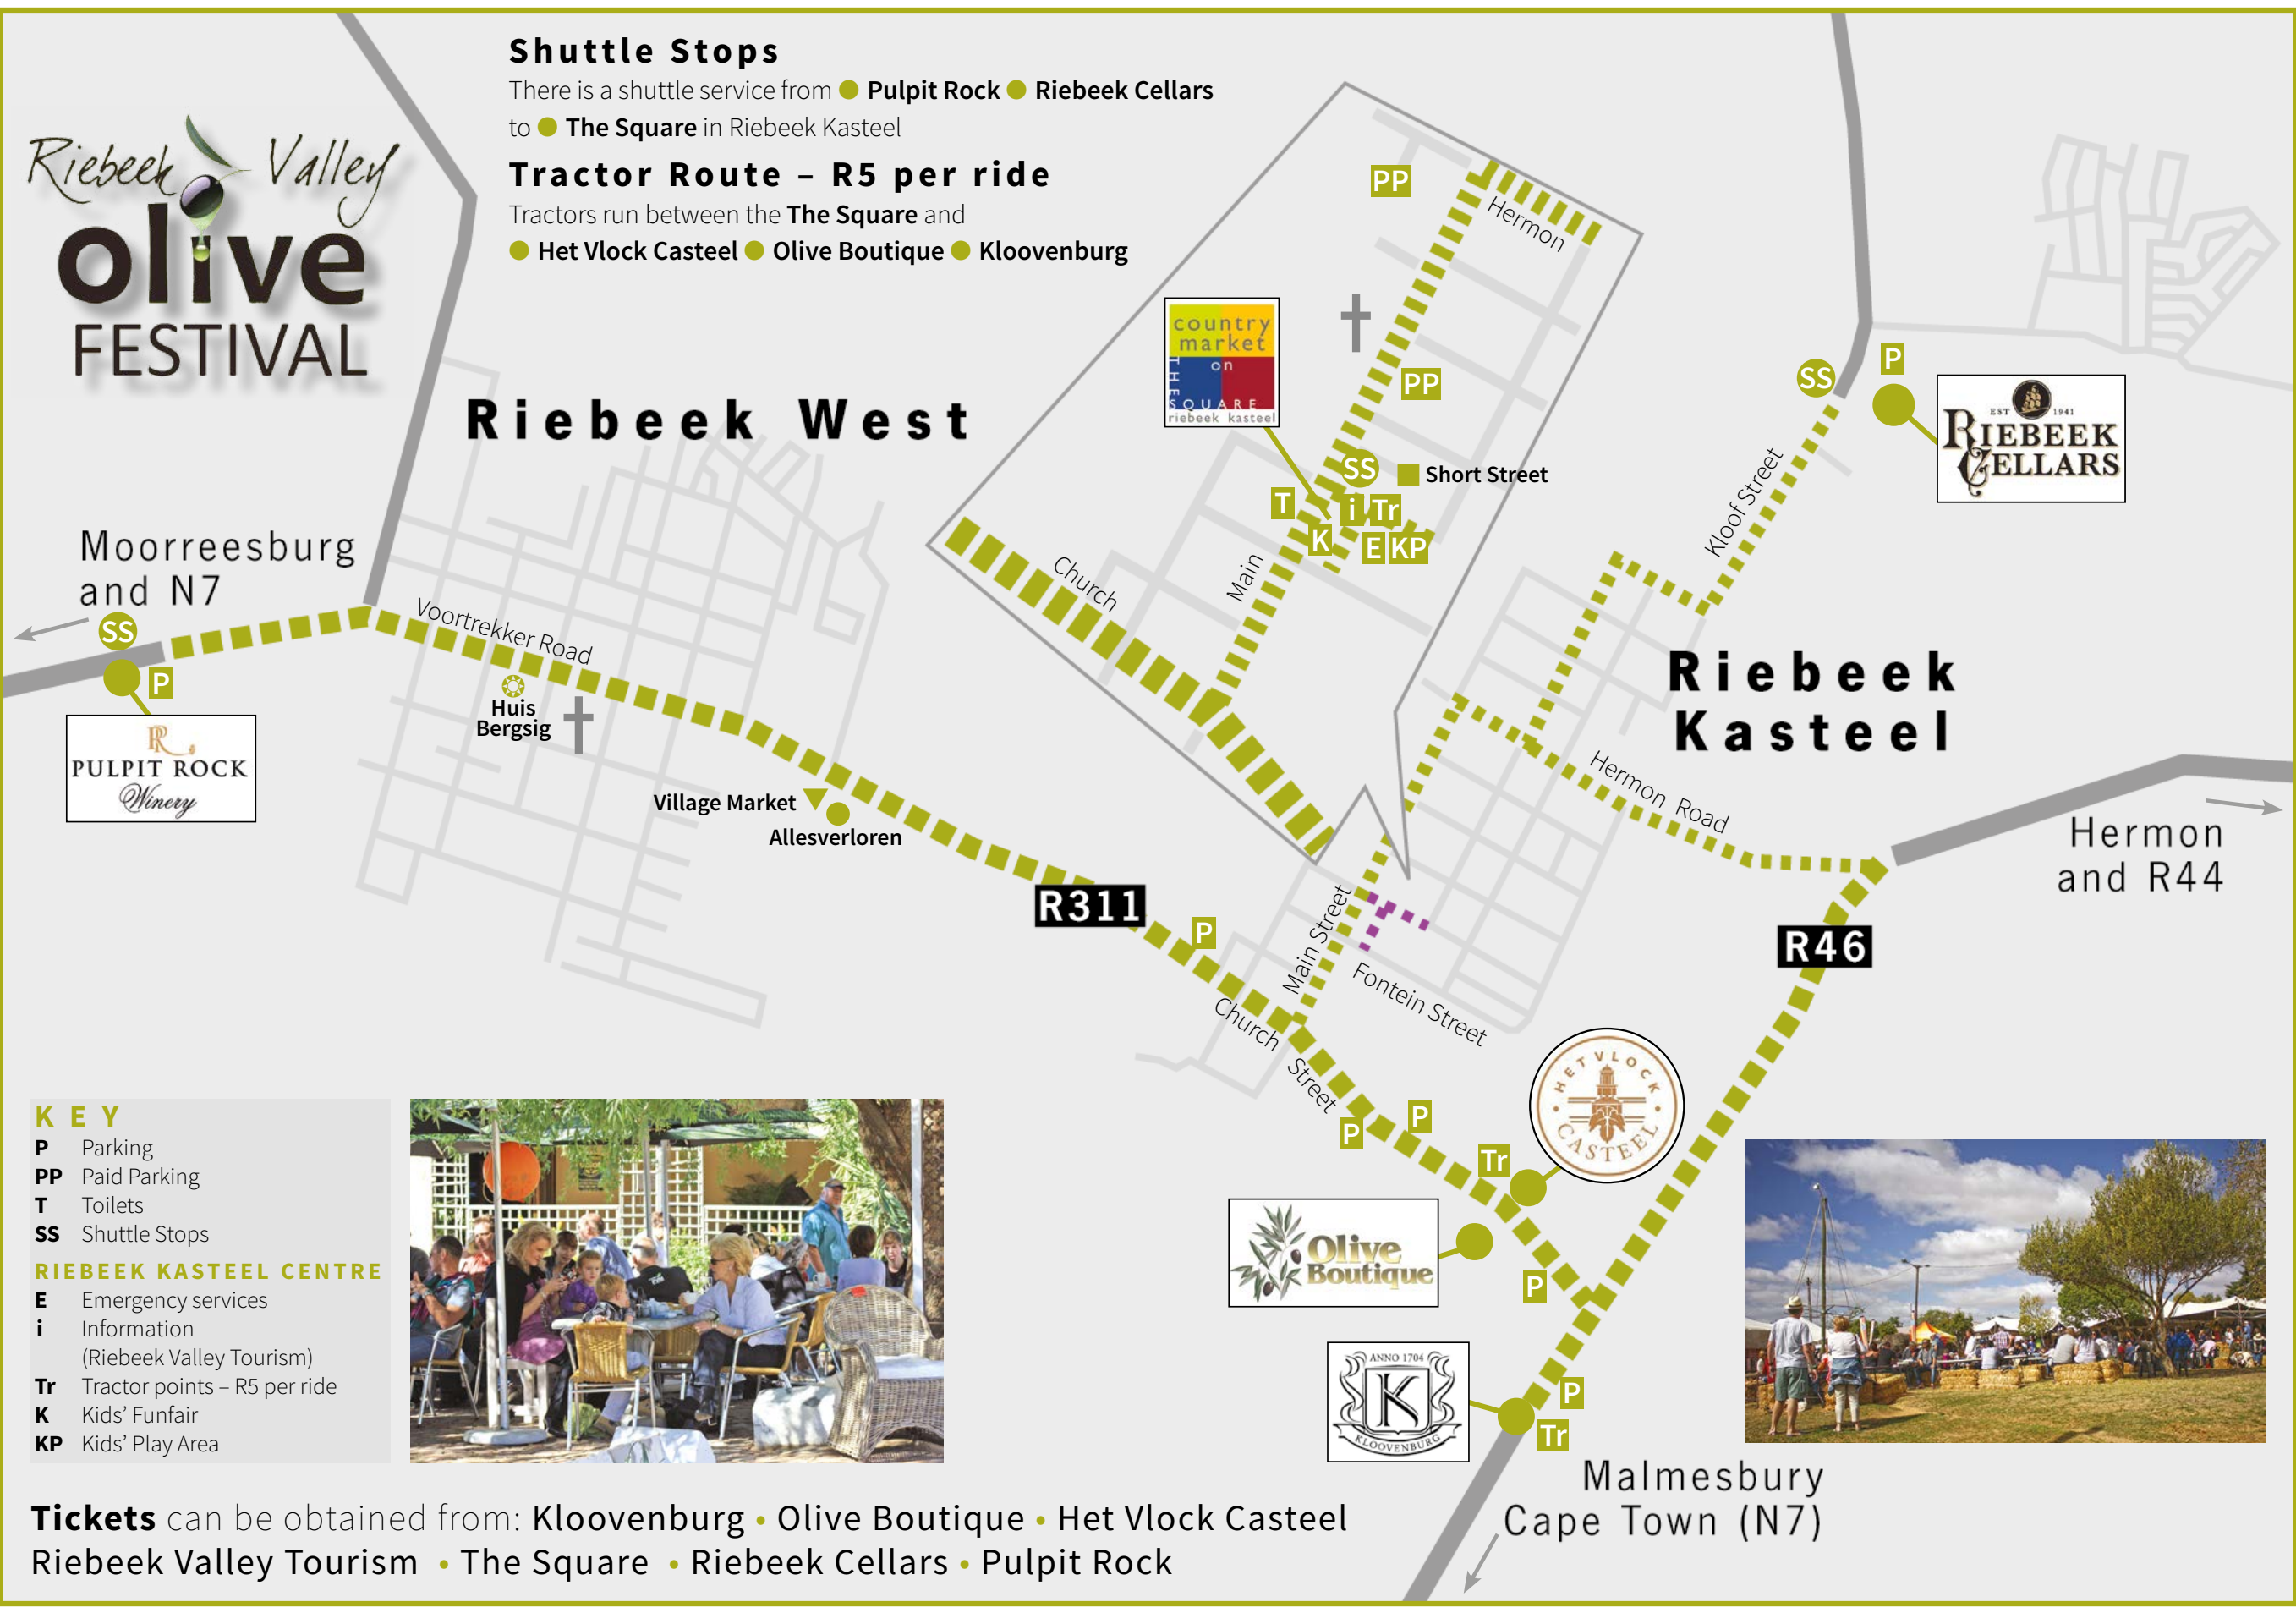 Shuttle Stops
There is a shuttle service from Pulpit Rock Riebeek Cellars
to The Square in Riebeek Kasteel
Tractor Route – R5 per ride
Tractors run between the The Square and
Het Vlock Casteel Olive Boutique Kloovenburg
Riebeek Valley
olive
FESTIVAL
PP
Hermon
country
market
on
THE
SQUARE
riebeek kasteel
PP
SS
P
EST 1941
RIEBEEK
CELLARS
Riebeek West
SS
Short Street
T
i
Tr
K
E
KP
Kloof Street
Main
Church
Moorreesburg
and N7
SS
P
Voortrekker Road
Huis
Bergsig
PR
PULPIT ROCK
Winery
Village Market
Allesverloren
Riebeek
Kasteel
Hermon Road
Hermon
and R44
R311
P
R46
Main Street
Fontein Street
Church
Street
P
P
Tr
HET VLOCK
CASTEEL
Olive
Boutique
P
ANNO 1704
K
KLOOVENBURG
P
Tr
Malmesbury
Cape Town (N7)
KEY
P Parking
PP Paid Parking
T Toilets
SS Shuttle Stops
RIEBEEK KASTEEL CENTRE
E Emergency services
i Information
(Riebeek Valley Tourism)
Tr Tractor points – R5 per ride
K Kids’ Funfair
KP Kids’ Play Area
Tickets can be obtained from: Kloovenburg • Olive Boutique • Het Vlock Casteel
Riebeek Valley Tourism • The Square • Riebeek Cellars • Pulpit Rock